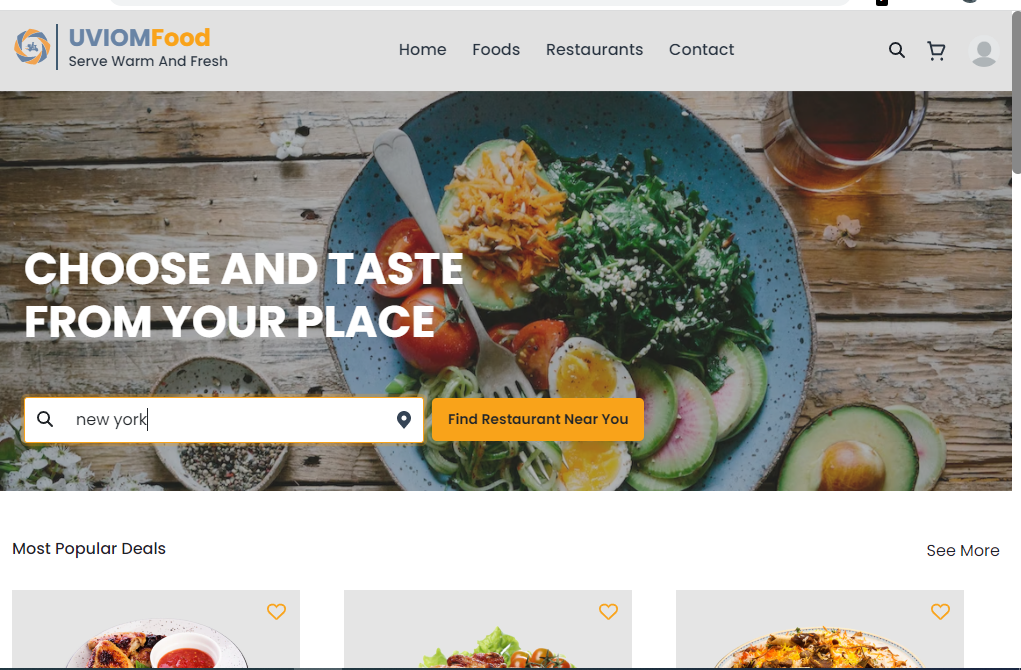 UVIOMFood
Serve Warm And Fresh
Home Foods Restaurants Contact
CHOOSE AND TASTE
FROM YOUR PLACE
new york
Find Restaurant Near You
Most Popular Deals
See More